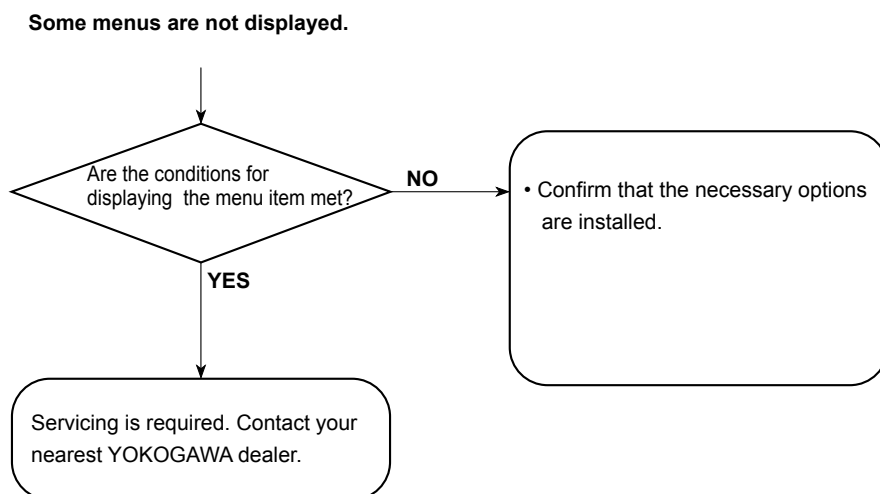 Some menus are not displayed.
Are the conditions for
displaying the menu item met?
NO
• Confirm that the necessary options
are installed.
YES
Servicing is required. Contact your
nearest YOKOGAWA dealer.